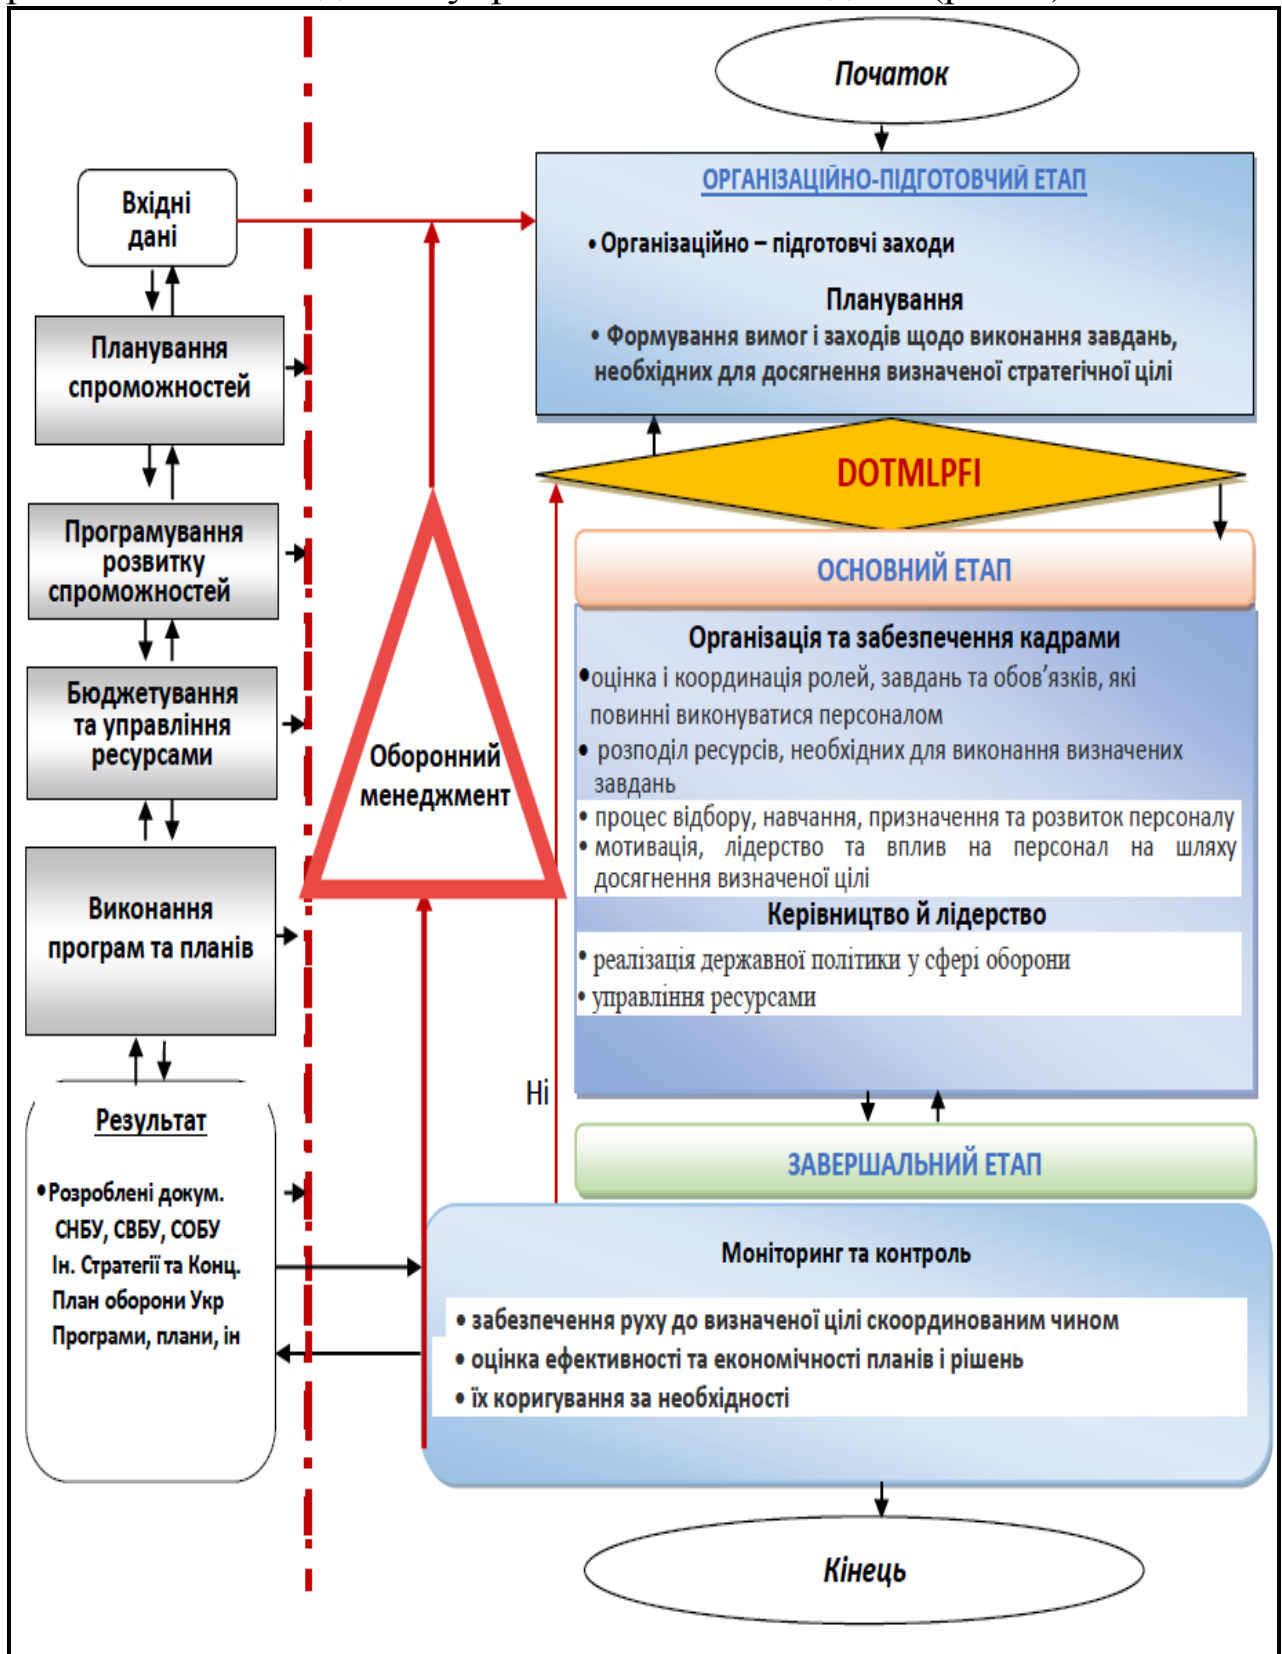 Початок
ОРГАНІЗАЦІЙНО-ПІДГОТОВЧИЙ ЕТАП
• Організаційно – підготовчі заходи
Планування
• Формування вимог і заходів щодо виконання завдань,
необхідних для досягнення визначеної стратегічної цілі
DOTMLPFI
ОСНОВНИЙ ЕТАП
Організація та забезпечення кадрами
•оцінка і координація ролей, завдань та обов’язків, які
повинні виконуватися персоналом
• розподіл ресурсів, необхідних для виконання визначених
завдань
• процес відбору, навчання, призначення та розвиток персоналу
• мотивація, лідерство та вплив на персонал на шляху
досягнення визначеної цілі
Керівництво й лідерство
• реалізація державної політики у сфері оборони
• управління ресурсами
ЗАВЕРШАЛЬНИЙ ЕТАП
Моніторинг та контроль
• забезпечення руху до визначеної цілі скоординованим чином
• оцінка ефективності та економічності планів і рішень
• їх коригування за необхідності
Кінець
Ні
Оборонний
менеджмент
Вхідні
дані
Планування
спроможностей
Програмування
розвитку
спроможностей
Бюджетування
та управління
ресурсами
Виконання
програм та планів
Результат
•Розроблені докум.
СНБУ, СВБУ, СОБУ
Ін. Стратегії та Конц.
План оборони Укр
Програми, плани, ін